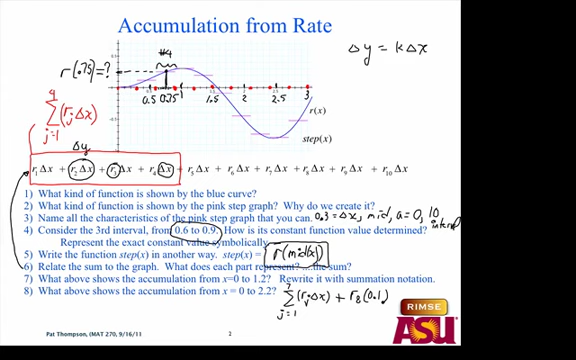 Accumulation from Rate
#4
Δy = kΔx
r(.75)=?
0.5 0.75 1 1.5 2 2.5 3
r(x)
step(x)
4
∑ (rⱼ Δx)
j=1
Δy
r₁Δx + r₂Δx + r₃Δx + r₄Δx + r₅Δx + r₆Δx + r₇Δx + r₈Δx + r₉Δx + r₁₀Δx
1) What kind of function is shown by the blue curve?
2) What kind of function is shown by the pink step graph? Why do we create it?
3) Name all the characteristics of the pink step graph that you can. 0.3 = Δx, mid, a=0, 10 interv
4) Consider the 3rd interval, from 0.6 to 0.9. How is its constant function value determined?
Represent the exact constant value symbolically.
5) Write the function step(x) in another way. step(x) = r(mid(x))
6) Relate the sum to the graph. What does each part represent? ...the sum?
7) What above shows the accumulation from x=0 to 1.2? Rewrite it with summation notation.
8) What above shows the accumulation from x = 0 to 2.2?
7
∑ (rⱼ Δx) + r₈(0.1)
j=1
RIMSE
ASU
Pat Thompson, (MAT 270, 9/16/11
2